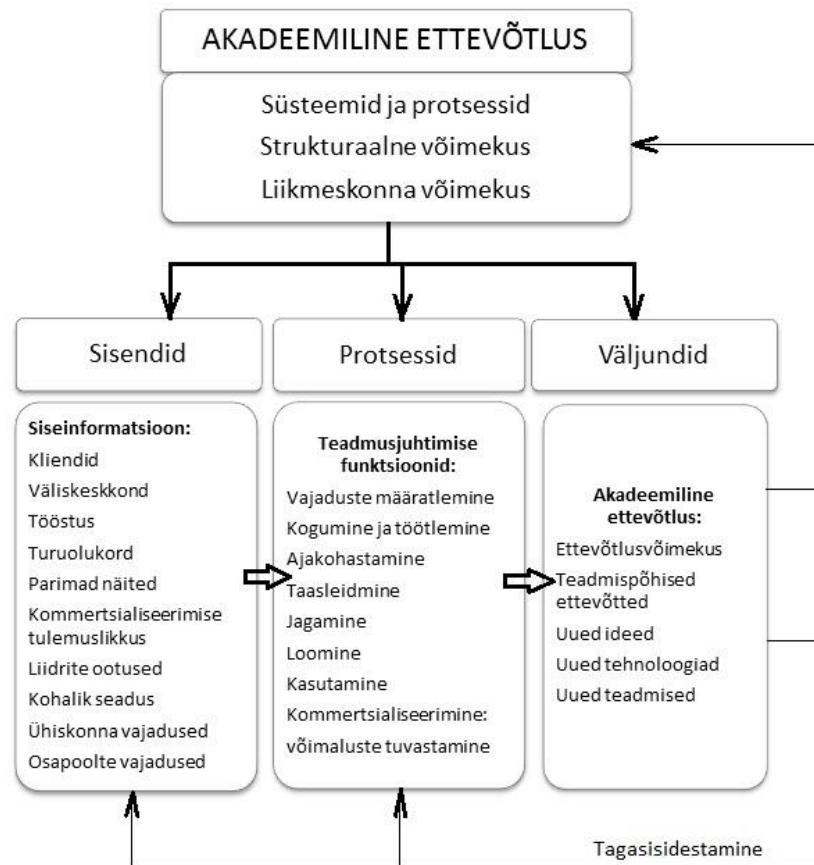 AKADEEMILINE ETTEVÕTLUS
Süsteemid ja protsessid
Strukturaalne võimekus
Liikmeskonna võimekus
Sisendid
Siseinformatsioon:
Kliendid
Väliskeskkond
Tööstus
Turuolukord
Parimad näited
Kommertsialiseerimise
tulemuslikkus
Liidrite ootused
Kohalik seadus
Ühiskonna vajadused
Osapoolte vajadused
Protsessid
Teadmusjuhtimise
funktsioonid:
Vajaduste määratlemine
Kogumine ja töötlemine
Ajakohastamine
Taasleidmine
Jagamine
Loomine
Kasutamine
Kommertsialiseerimine:
võimaluste tuvastamine
Väljundid
Akadeemiline
ettevõtlus:
Ettevõtlusvõimekus
Teadmispõhised
ettevõtted
Uued ideed
Uued tehnoloogiad
Uued teadmised
Tagasisidestamine